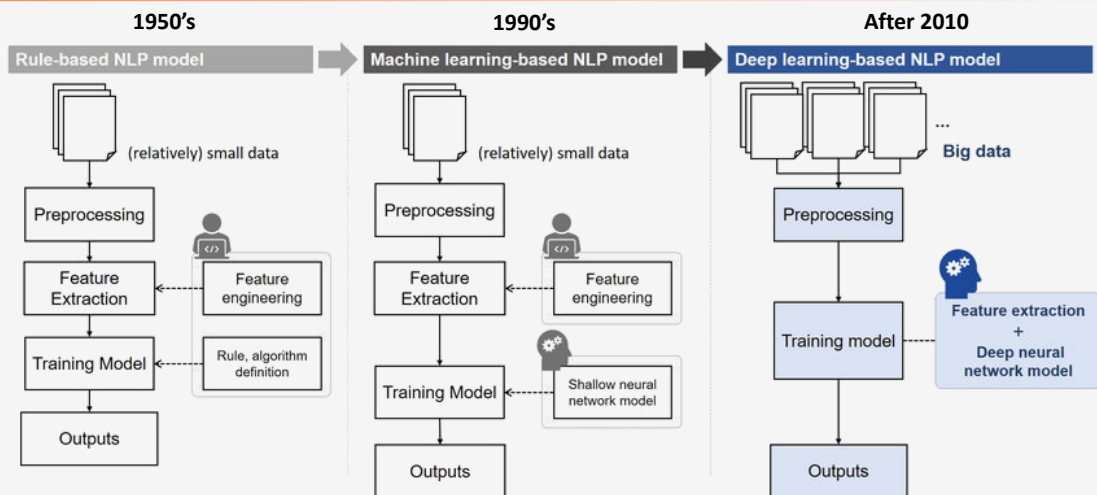 1950's
Rule-based NLP model
(relatively) small data
Preprocessing
</>
Feature
Extraction
Feature
engineering
Training Model
Rule, algorithm
definition
Outputs
1990's
Machine learning-based NLP model
(relatively) small data
Preprocessing
</>
Feature
Extraction
Feature
engineering
Training Model
Shallow neural
network model
Outputs
After 2010
Deep learning-based NLP model
...
Big data
Preprocessing
Training model
Feature extraction
+
Deep neural
network model
Outputs